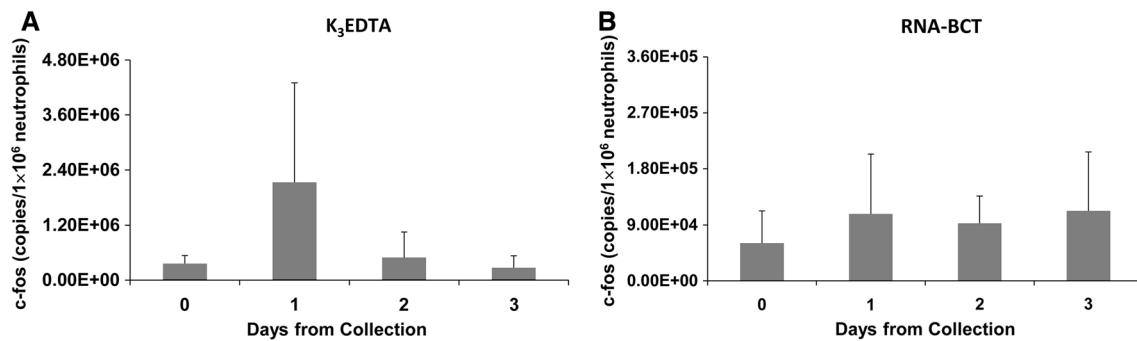 A
K₃EDTA
c-fos (copies/1×10⁶ neutrophils)
4.80E+06
3.60E+06
2.40E+06
1.20E+06
0.00E+00
0 1 2 3
Days from Collection
B
RNA-BCT
c-fos (copies/1×10⁶ neutrophils)
3.60E+05
2.70E+05
1.80E+05
9.00E+04
0.00E+00
0 1 2 3
Days from Collection